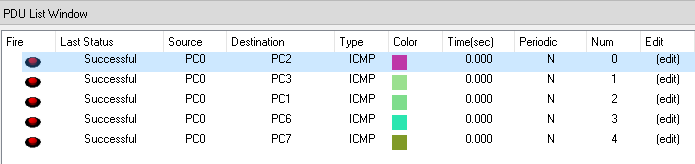 PDU List Window
Fire Last Status Source Destination Type Color Time(sec) Periodic Num Edit
Successful PC0 PC2 ICMP 0.000 N 0 (edit)
Successful PC0 PC3 ICMP 0.000 N 1 (edit)
Successful PC0 PC1 ICMP 0.000 N 2 (edit)
Successful PC0 PC6 ICMP 0.000 N 3 (edit)
Successful PC0 PC7 ICMP 0.000 N 4 (edit)